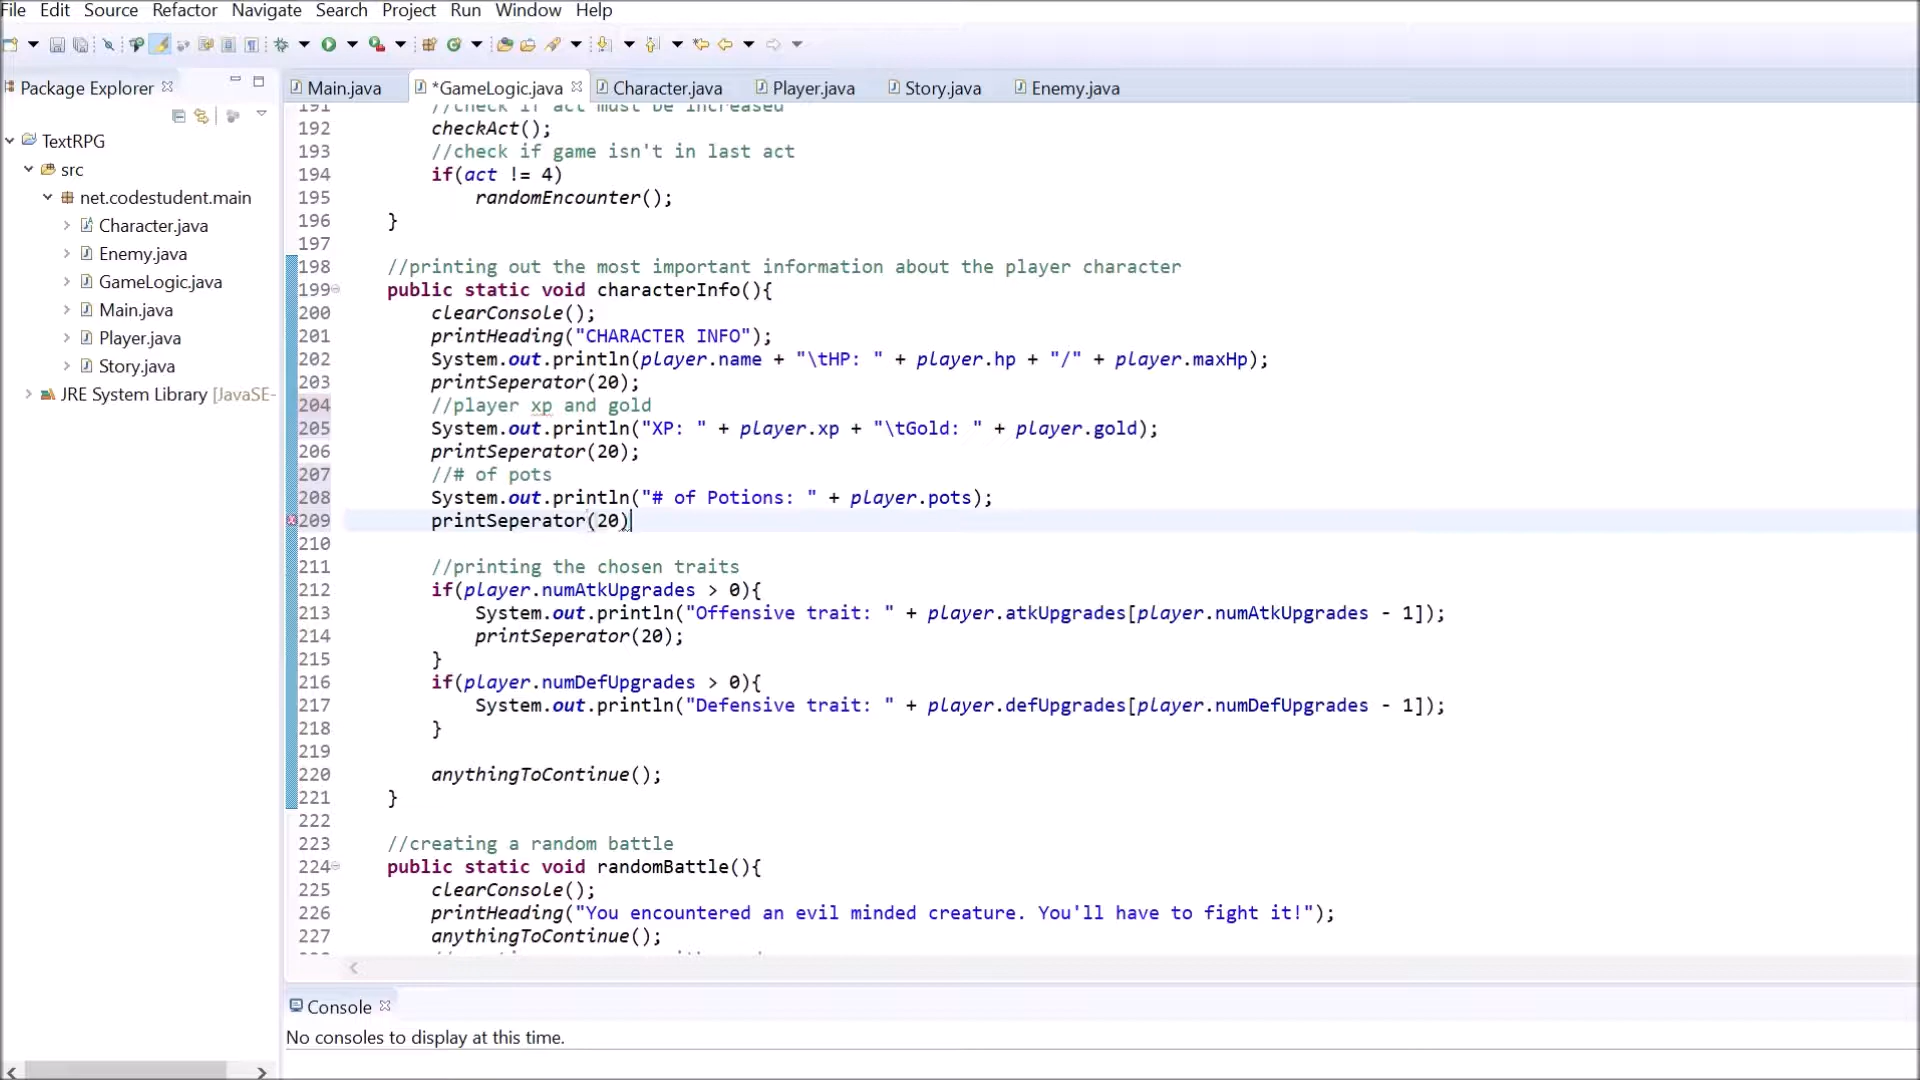 File Edit Source Refactor Navigate Search Project Run Window Help
Package Explorer
Main.java *GameLogic.java Character.java Player.java Story.java Enemy.java
TextRPG
src
net.codestudent.main
Character.java
Enemy.java
GameLogic.java
Main.java
Player.java
Story.java
JRE System Library [JavaSE-
191 //check if act must be increased
192 checkAct();
193 //check if game isn't in last act
194 if(act != 4)
195 randomEncounter();
196 }
197
198 //printing out the most important information about the player character
199 public static void characterInfo(){
200 clearConsole();
201 printHeading("CHARACTER INFO");
202 System.out.println(player.name + "\tHP: " + player.hp + "/" + player.maxHp);
203 printSeperator(20);
204 //player xp and gold
205 System.out.println("XP: " + player.xp + "\tGold: " + player.gold);
206 printSeperator(20);
207 //# of pots
208 System.out.println("# of Potions: " + player.pots);
209 printSeperator(20)
210
211 //printing the chosen traits
212 if(player.numAtkUpgrades > 0){
213 System.out.println("Offensive trait: " + player.atkUpgrades[player.numAtkUpgrades - 1]);
214 printSeperator(20);
215 }
216 if(player.numDefUpgrades > 0){
217 System.out.println("Defensive trait: " + player.defUpgrades[player.numDefUpgrades - 1]);
218 }
219
220 anythingToContinue();
221 }
222
223 //creating a random battle
224 public static void randomBattle(){
225 clearConsole();
226 printHeading("You encountered an evil minded creature. You'll have to fight it!");
227 anythingToContinue();
Console
No consoles to display at this time.